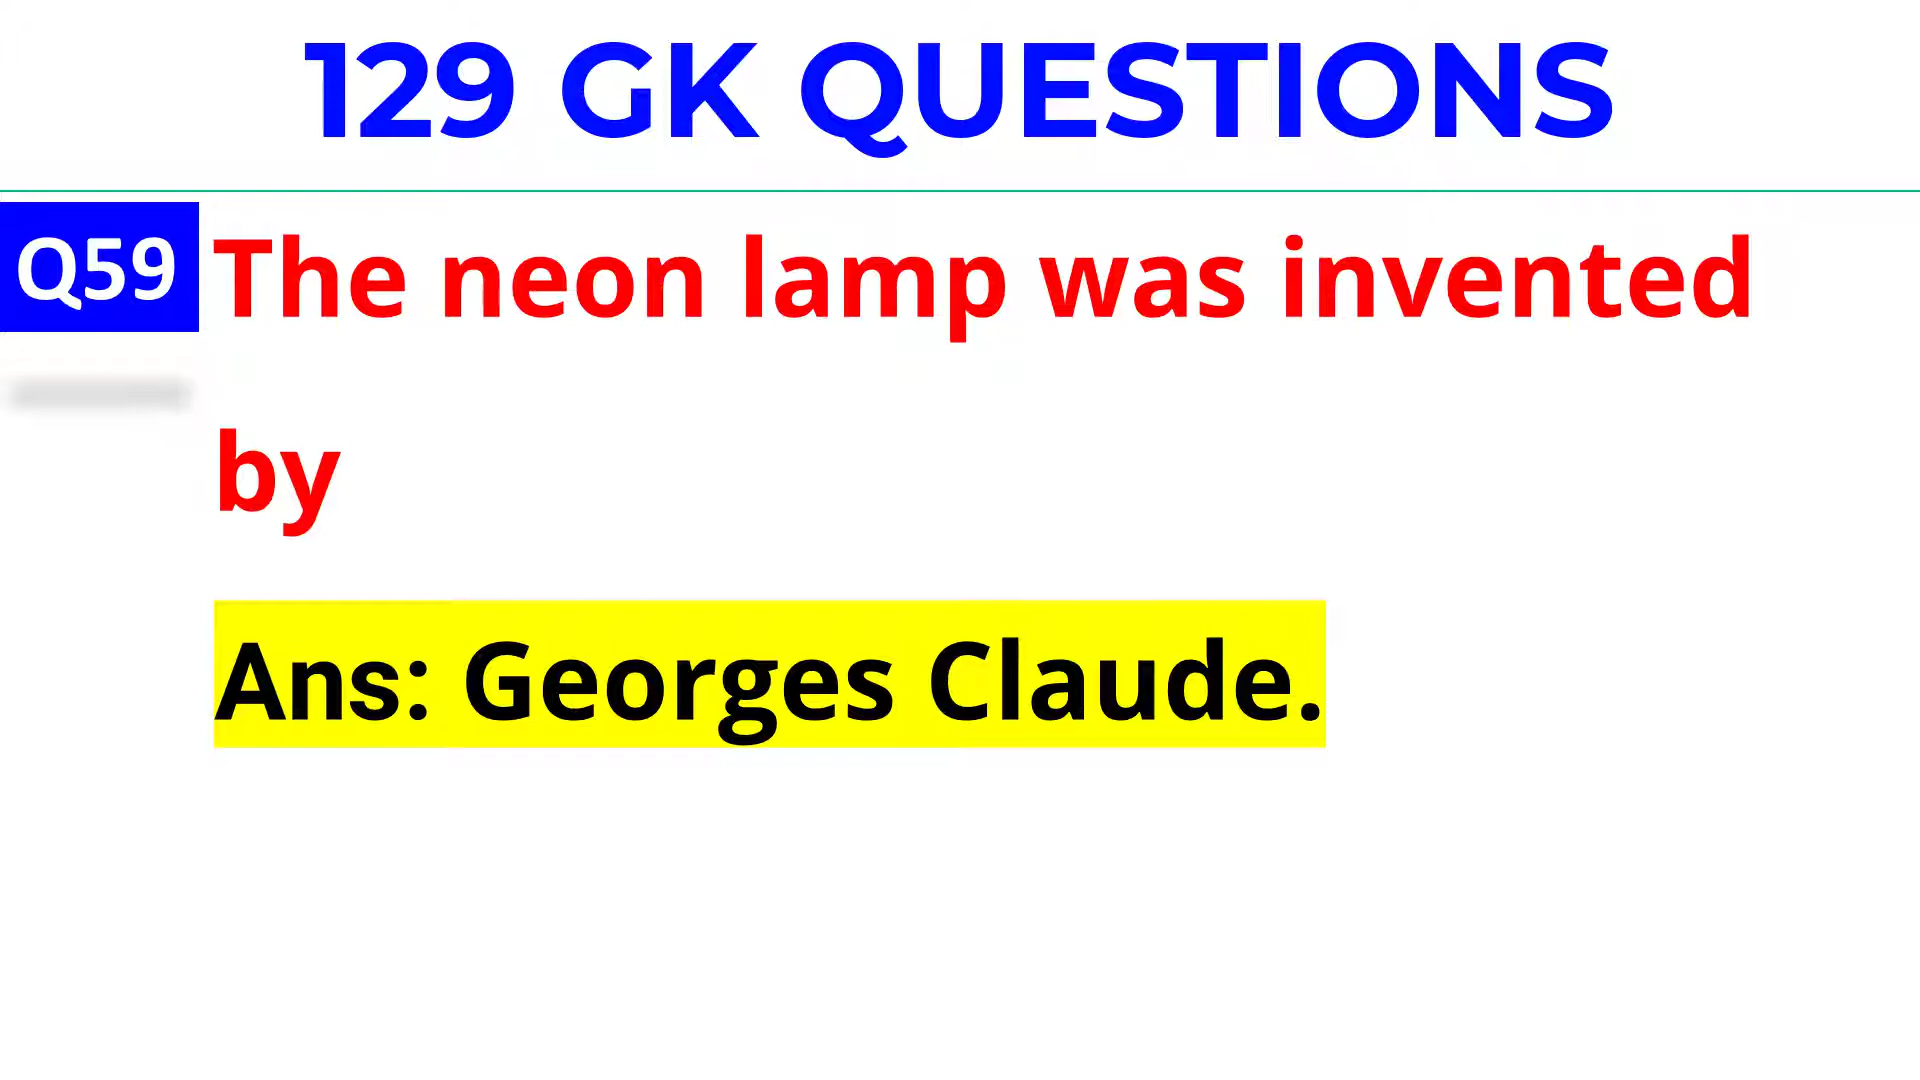 129 GK QUESTIONS
Q59 The neon lamp was invented
by
Ans: Georges Claude.